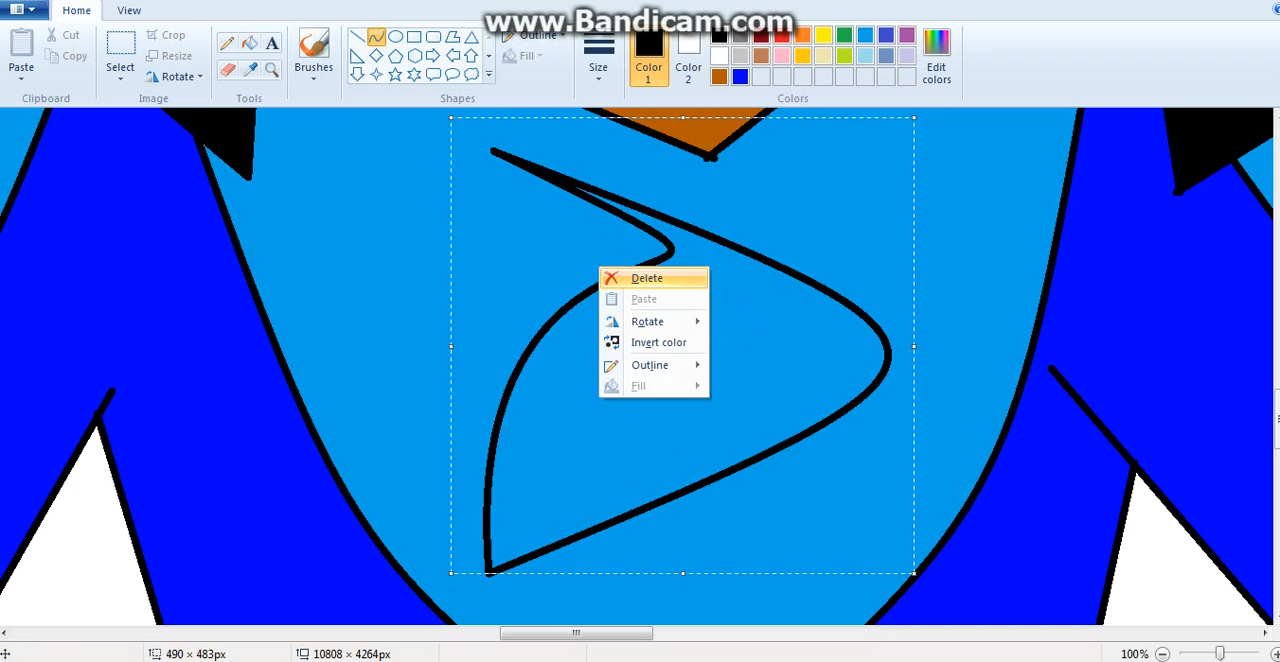 www.Bandicam.com
Home
View
Paste
Cut
Copy
Clipboard
Select
Crop
Resize
Rotate
Image
Tools
Brushes
Shapes
Outline
Fill
Size
Color
1
Color
2
Edit
colors
Colors
Delete
Paste
Rotate
Invert color
Outline
Fill
490 × 483px
10808 × 4264px
100%